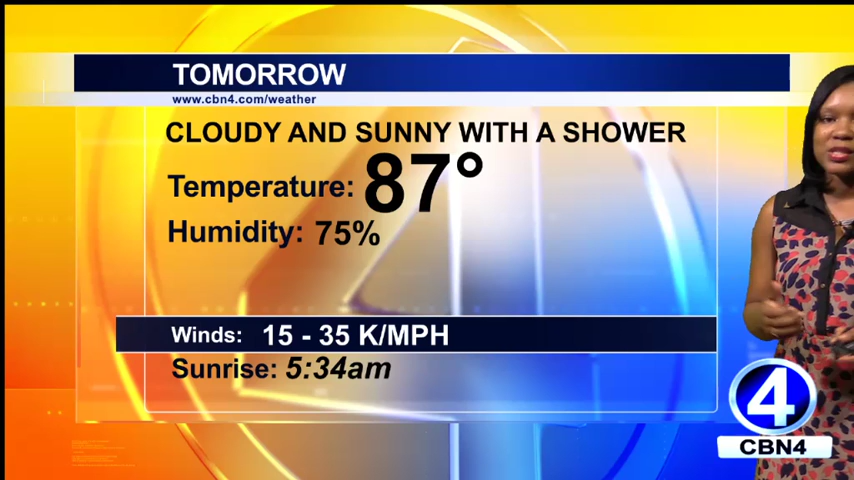 TOMORROW
www.cbn4.com/weather
CLOUDY AND SUNNY WITH A SHOWER
Temperature: 87°
Humidity: 75%
Winds: 15 - 35 K/MPH
Sunrise: 5:34am
4
CBN4